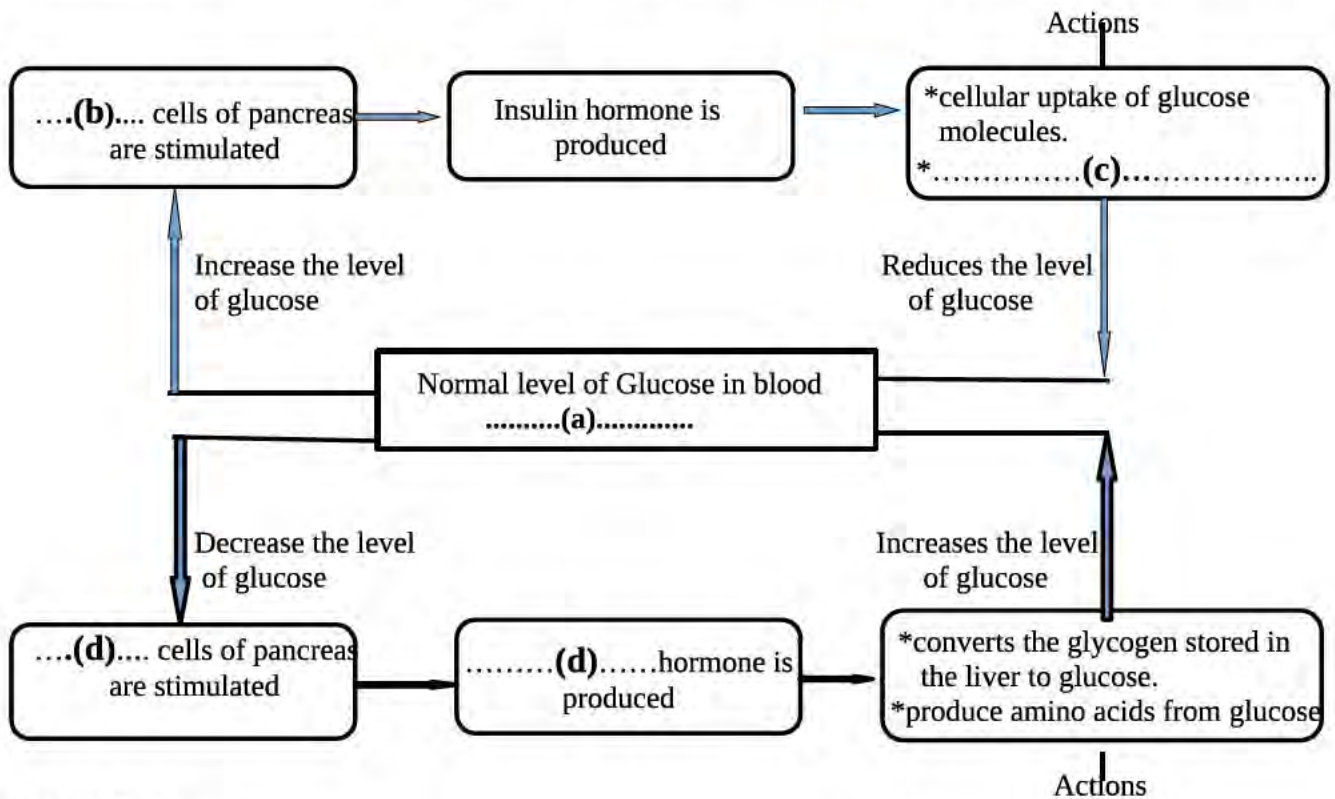 Actions
.....(b).... cells of pancreas
are stimulated
Insulin hormone is
produced
*cellular uptake of glucose
molecules.
*……………(c)………………..
Increase the level
of glucose
Reduces the level
of glucose
Normal level of Glucose in blood
..........(a).............
Decrease the level
of glucose
Increases the level
of glucose
.....(d).... cells of pancreas
are stimulated
.........(d)......hormone is
produced
*converts the glycogen stored in
the liver to glucose.
*produce amino acids from glucose
Actions